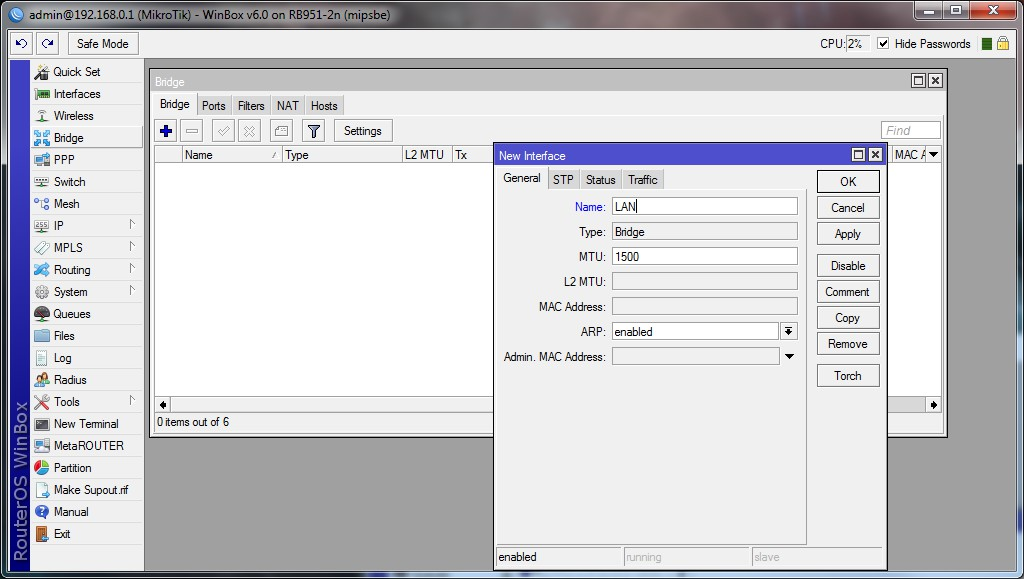 admin@192.168.0.1 (MikroTik) - WinBox v6.0 on RB951-2n (mipsbe)
Safe Mode
CPU: 2%
Hide Passwords
Quick Set
Interfaces
Wireless
Bridge
PPP
Switch
Mesh
IP
MPLS
Routing
System
Queues
Files
Log
Radius
Tools
New Terminal
MetaROUTER
Partition
Make Supout.rif
Manual
Exit
RouterOS WinBox
Bridge
Bridge Ports Filters NAT Hosts
Settings
Find
Name / Type L2 MTU Tx MAC A
0 items out of 6
New Interface
General STP Status Traffic
Name: LAN
Type: Bridge
MTU: 1500
L2 MTU:
MAC Address:
ARP: enabled
Admin. MAC Address:
OK
Cancel
Apply
Disable
Comment
Copy
Remove
Torch
enabled running slave